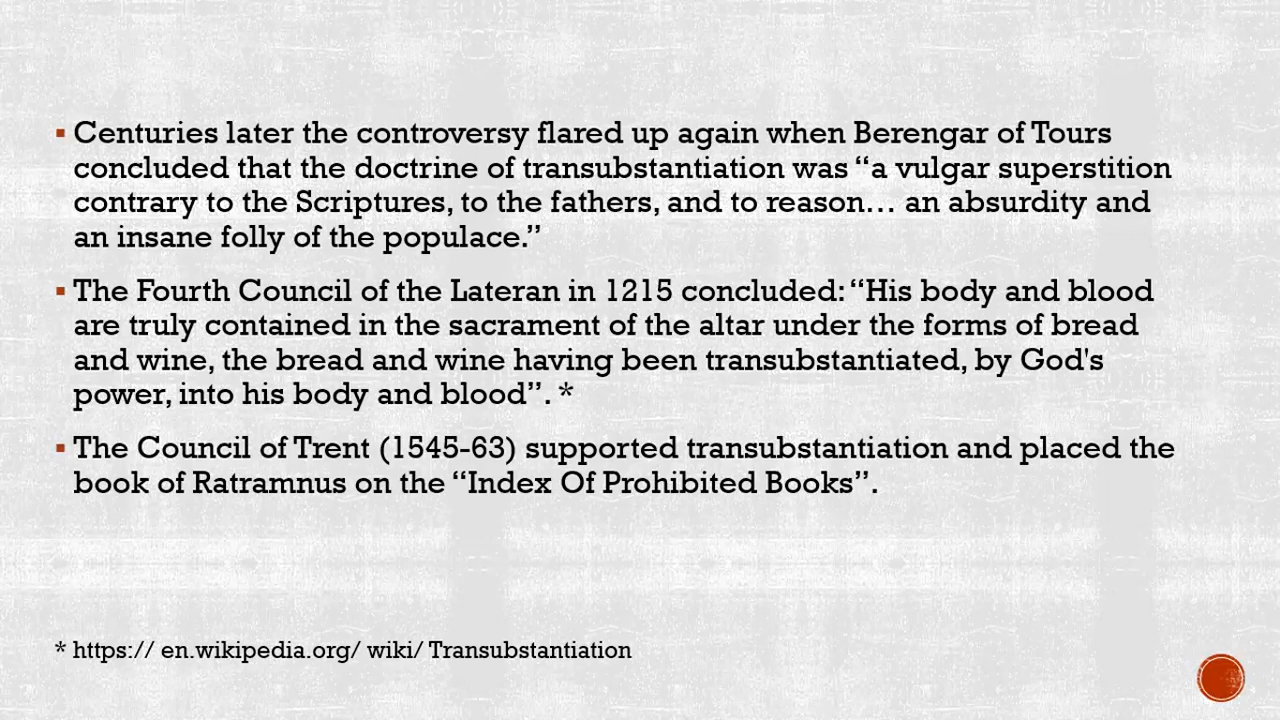 ▪ Centuries later the controversy flared up again when Berengar of Tours
concluded that the doctrine of transubstantiation was “a vulgar superstition
contrary to the Scriptures, to the fathers, and to reason… an absurdity and
an insane folly of the populace.”
▪ The Fourth Council of the Lateran in 1215 concluded: “His body and blood
are truly contained in the sacrament of the altar under the forms of bread
and wine, the bread and wine having been transubstantiated, by God's
power, into his body and blood”. *
▪ The Council of Trent (1545-63) supported transubstantiation and placed the
book of Ratramnus on the “Index Of Prohibited Books”.
* https:// en.wikipedia.org/ wiki/ Transubstantiation